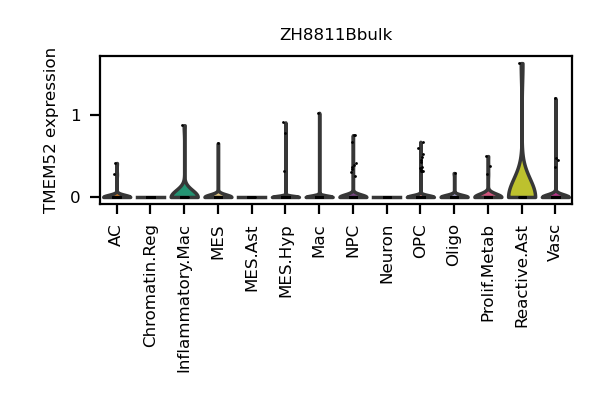 ZH8811Bbulk
TMEM52 expression
1
0
AC
Chromatin.Reg
Inflammatory.Mac
MES
MES.Ast
MES.Hyp
Mac
NPC
Neuron
OPC
Oligo
Prolif.Metab
Reactive.Ast
Vasc